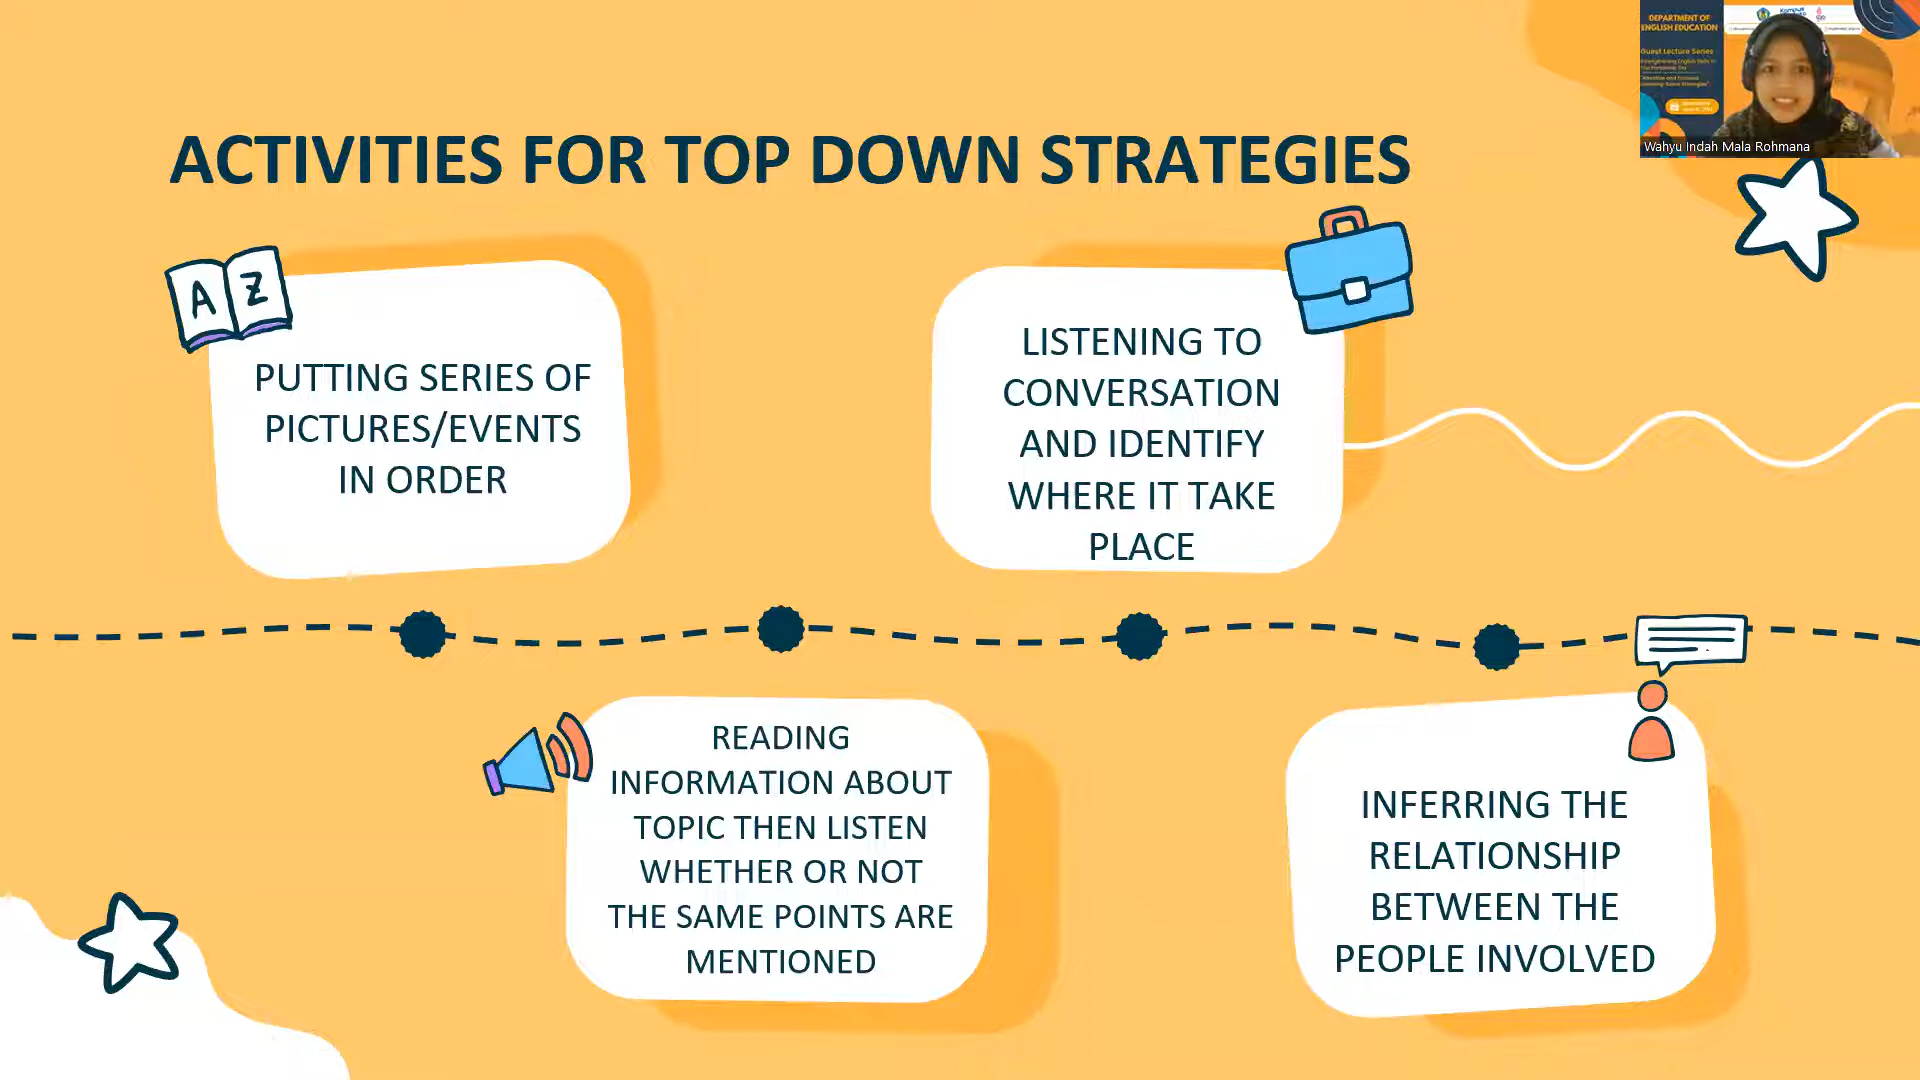 ACTIVITIES FOR TOP DOWN STRATEGIES
A Z
PUTTING SERIES OF
PICTURES/EVENTS
IN ORDER
READING
INFORMATION ABOUT
TOPIC THEN LISTEN
WHETHER OR NOT
THE SAME POINTS ARE
MENTIONED
LISTENING TO
CONVERSATION
AND IDENTIFY
WHERE IT TAKE
PLACE
INFERRING THE
RELATIONSHIP
BETWEEN THE
PEOPLE INVOLVED
DEPARTMENT OF
ENGLISH EDUCATION
Guest Lecture Series
Wahyu Indah Mala Rohmana